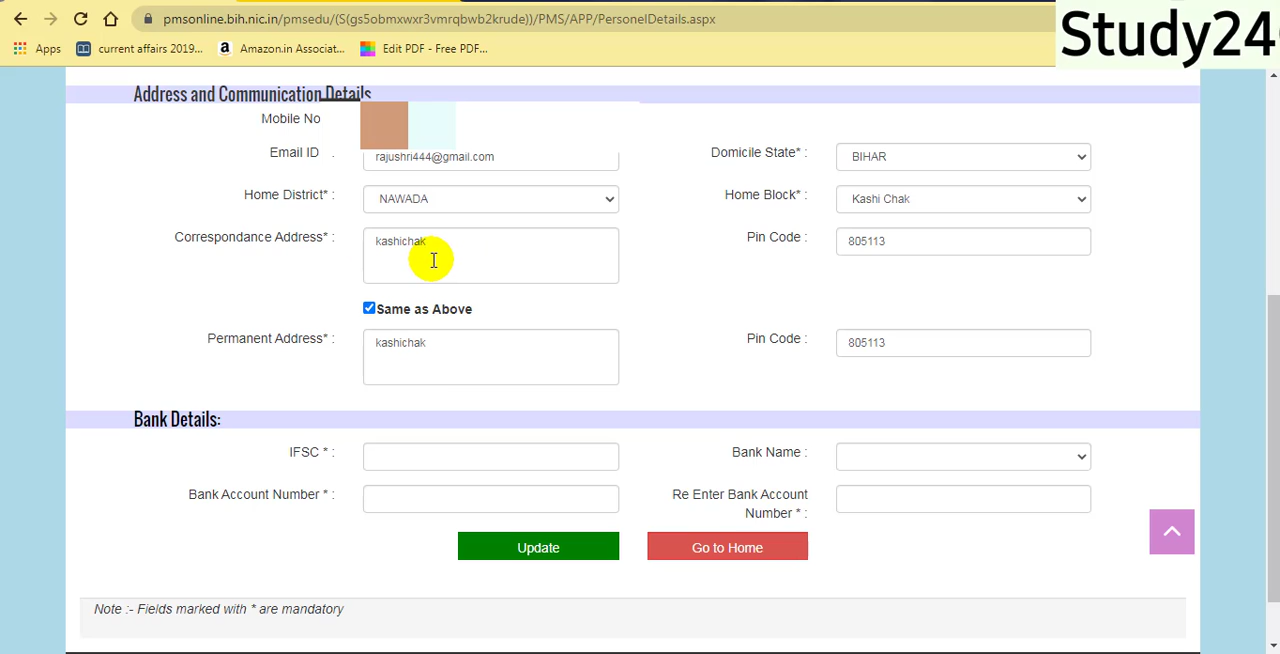 pmsonline.bih.nic.in/pmsedu/(S(gs5obmxwxr3vmrqbwb2krude))/PMS/APP/PersonelDetails.aspx
Study24
Apps current affairs 2019... a Amazon.in Associat... Edit PDF - Free PDF...
Address and Communication Details
Mobile No
Email ID : rajushri444@gmail.com Domicile State* : BIHAR
Home District* : NAWADA Home Block* : Kashi Chak
Correspondance Address* : kashichak Pin Code : 805113
Same as Above
Permanent Address* : kashichak Pin Code : 805113
Bank Details:
IFSC * : Bank Name :
Bank Account Number * : Re Enter Bank Account
Number * :
Update Go to Home
Note :- Fields marked with * are mandatory